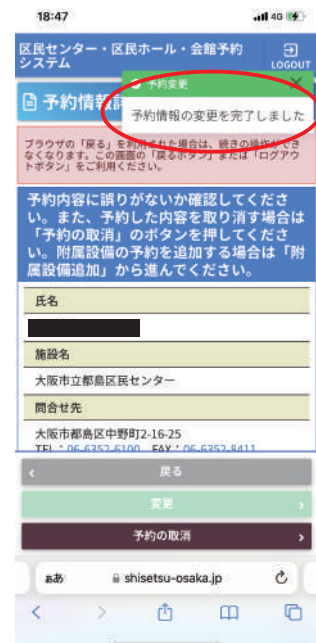 18:47
4G
区民センター・区民ホール・会館予約
システム
LOGOUT
予約変更
予約情報
予約情報の変更を完了しました
ブラウザの「戻る」を利用された場合は、続きの操作ができ
なくなります。この画面の「戻るボタン」または「ログアウ
トボタン」をご利用ください。
予約内容に誤りがないか確認してくださ
い。また、予約した内容を取り消す場合は
「予約の取消」のボタンを押してくださ
い。附属設備の予約を追加する場合は「附
属設備追加」から進んでください。
氏名
施設名
大阪市立都島区民センター
問合せ先
大阪市都島区中野町2-16-25
TEL：06-6352-6100 FAX：06-6352-8411
戻る
変更
予約の取消
ああ
shisetsu-osaka.jp